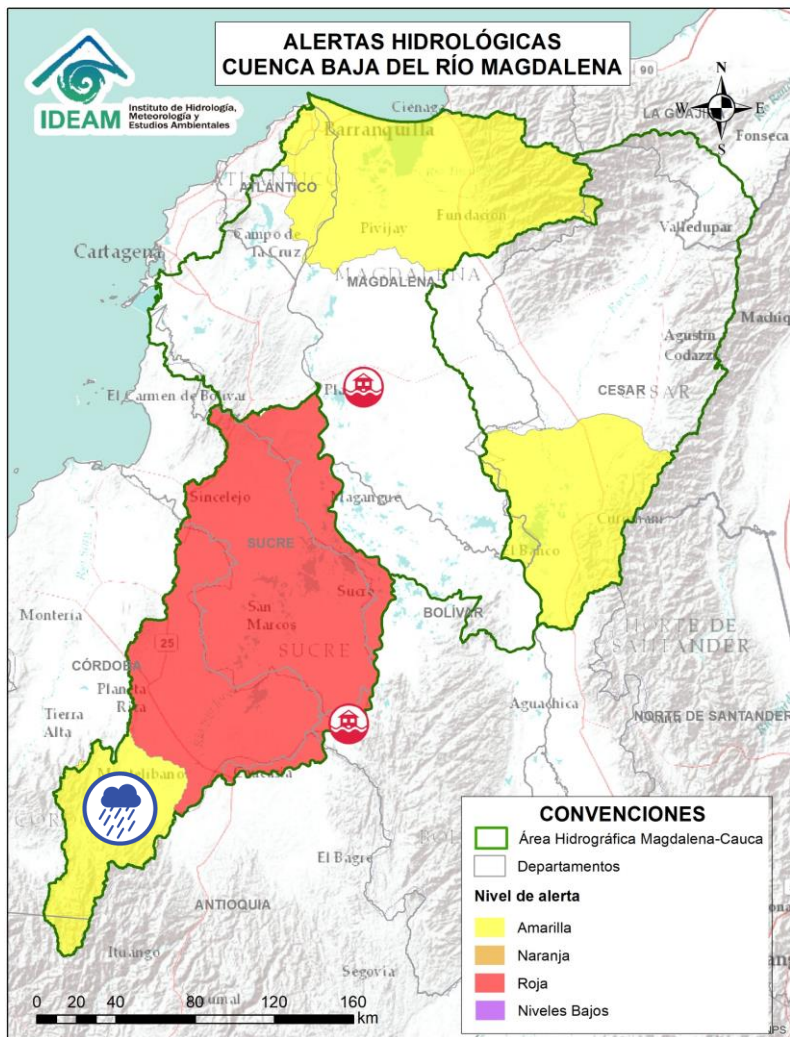 ALERTAS HIDROLÓGICAS
CUENCA BAJA DEL RÍO MAGDALENA
IDEAM
Instituto de Hidrología,
Meteorología y
Estudios Ambientales
N
W
E
S
90
Ciénaga
LA GUAJIRA
Barranquilla
Fonseca
ATLÁNTICO
Pivijay
Fundación
Valledupar
Campo de
la Cruz
Cartagena
MAGDALENA
MAGDALENA
Agustín
Codazzi
CESAR
CESAR
El Carmen de Bolívar
Sincelejo
Magangué
Curumaní
SUCRE
El Banco
Sucre
BOLÍVAR
San
Marcos
Montería
NORTE DE
SANTANDER
SUCRE
25
CÓRDOBA
Planeta
Rica
Aguachica
NORTE DE SANTANDER
Tierra
Alta
Montelíbano
Caucasia
El Bagre
ANTIOQUIA
Ituango
Segovia
0 20 40 80 120 160
km
CONVENCIONES
Área Hidrográfica Magdalena-Cauca
Departamentos
Nivel de alerta
Amarilla
Naranja
Roja
Niveles Bajos